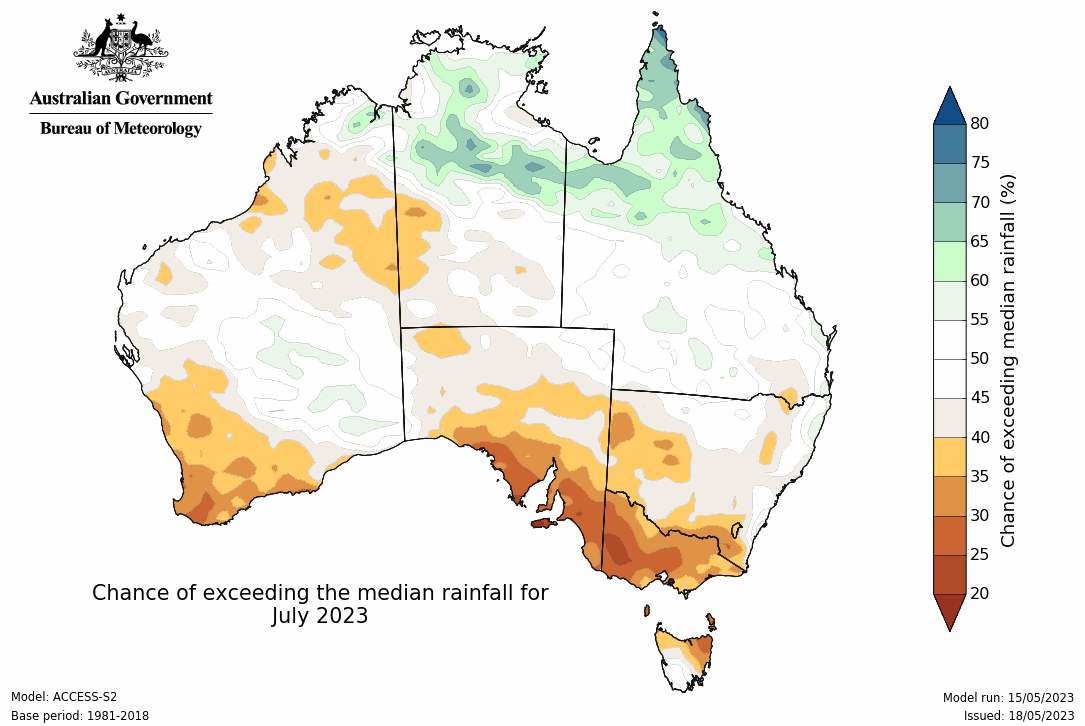 AUSTRALIA
Australian Government
Bureau of Meteorology
80
75
70
65
60
55
50
45
40
35
30
25
20
Chance of exceeding median rainfall (%)
Chance of exceeding the median rainfall for
July 2023
Model: ACCESS-S2
Base period: 1981-2018
Model run: 15/05/2023
Issued: 18/05/2023